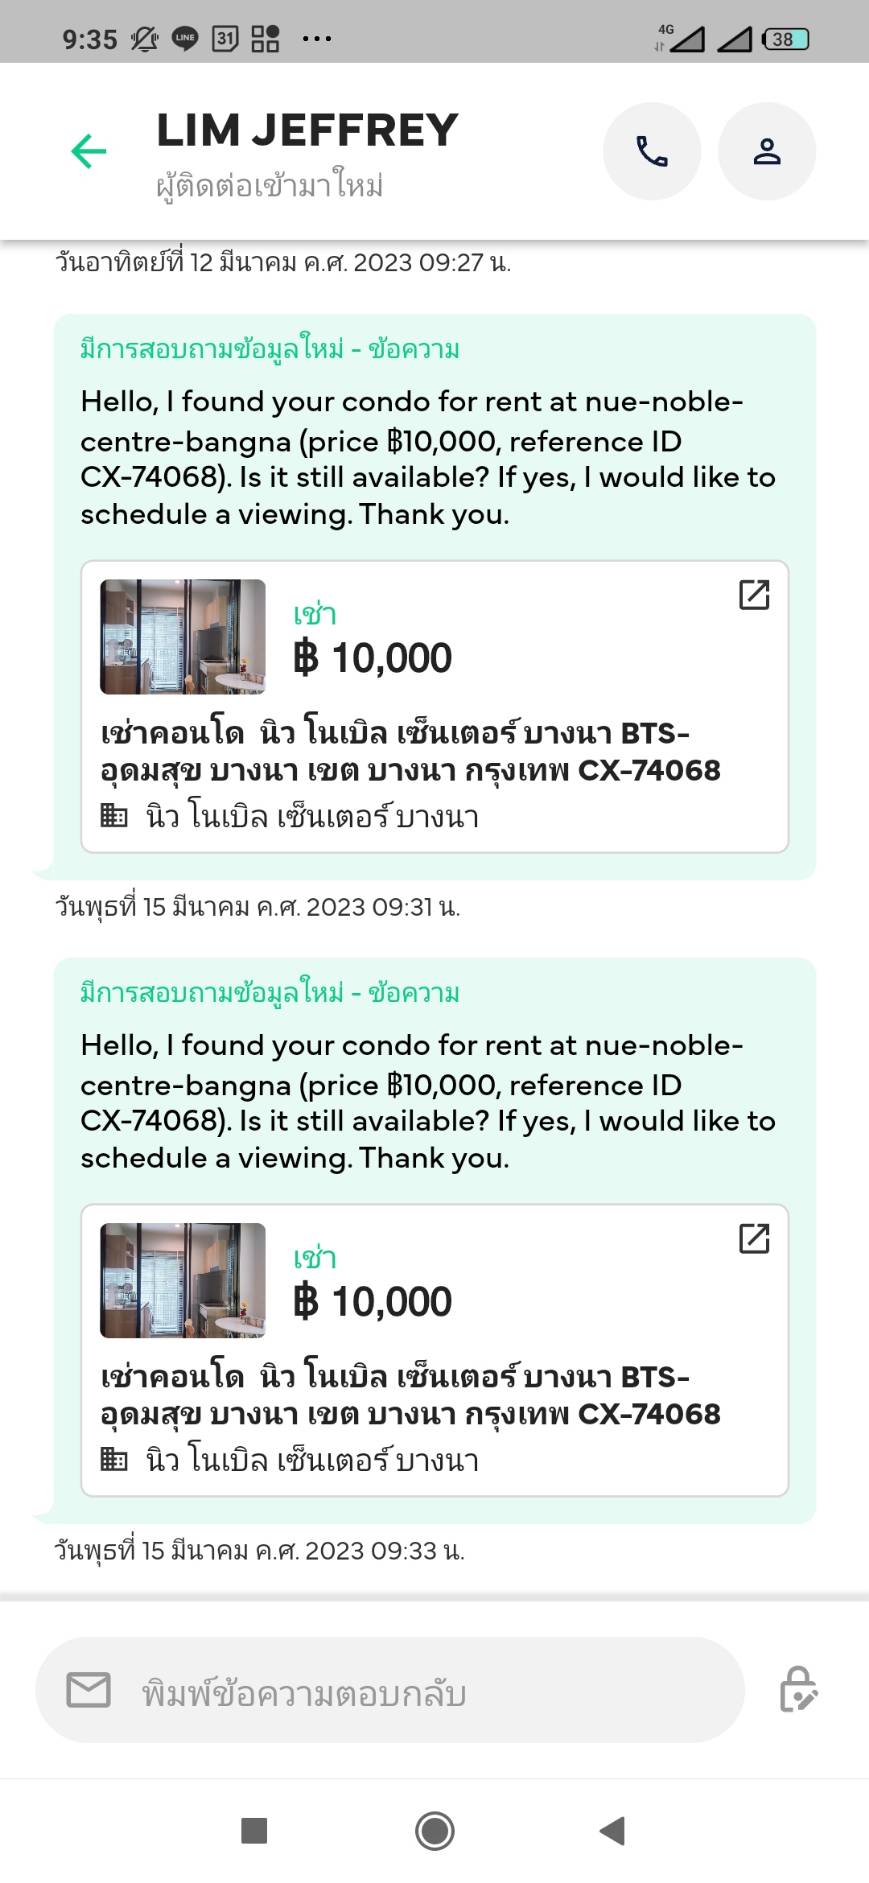 9:35 LINE 31 ... 4G 38
LIM JEFFREY
ผู้ติดต่อเข้ามาใหม่
วันอาทิตย์ที่ 12 มีนาคม ค.ศ. 2023 09:27 น.
มีการสอบถามข้อมูลใหม่ - ข้อความ
Hello, I found your condo for rent at nue-noble-
centre-bangna (price ฿10,000, reference ID
CX-74068). Is it still available? If yes, I would like to
schedule a viewing. Thank you.
เช่า
฿ 10,000
เช่าคอนโด นิว โนเบิล เซ็นเตอร์ บางนา BTS-
อุดมสุข บางนา เขต บางนา กรุงเทพ CX-74068
นิว โนเบิล เซ็นเตอร์ บางนา
วันพุธที่ 15 มีนาคม ค.ศ. 2023 09:31 น.
มีการสอบถามข้อมูลใหม่ - ข้อความ
Hello, I found your condo for rent at nue-noble-
centre-bangna (price ฿10,000, reference ID
CX-74068). Is it still available? If yes, I would like to
schedule a viewing. Thank you.
เช่า
฿ 10,000
เช่าคอนโด นิว โนเบิล เซ็นเตอร์ บางนา BTS-
อุดมสุข บางนา เขต บางนา กรุงเทพ CX-74068
นิว โนเบิล เซ็นเตอร์ บางนา
วันพุธที่ 15 มีนาคม ค.ศ. 2023 09:33 น.
พิมพ์ข้อความตอบกลับ